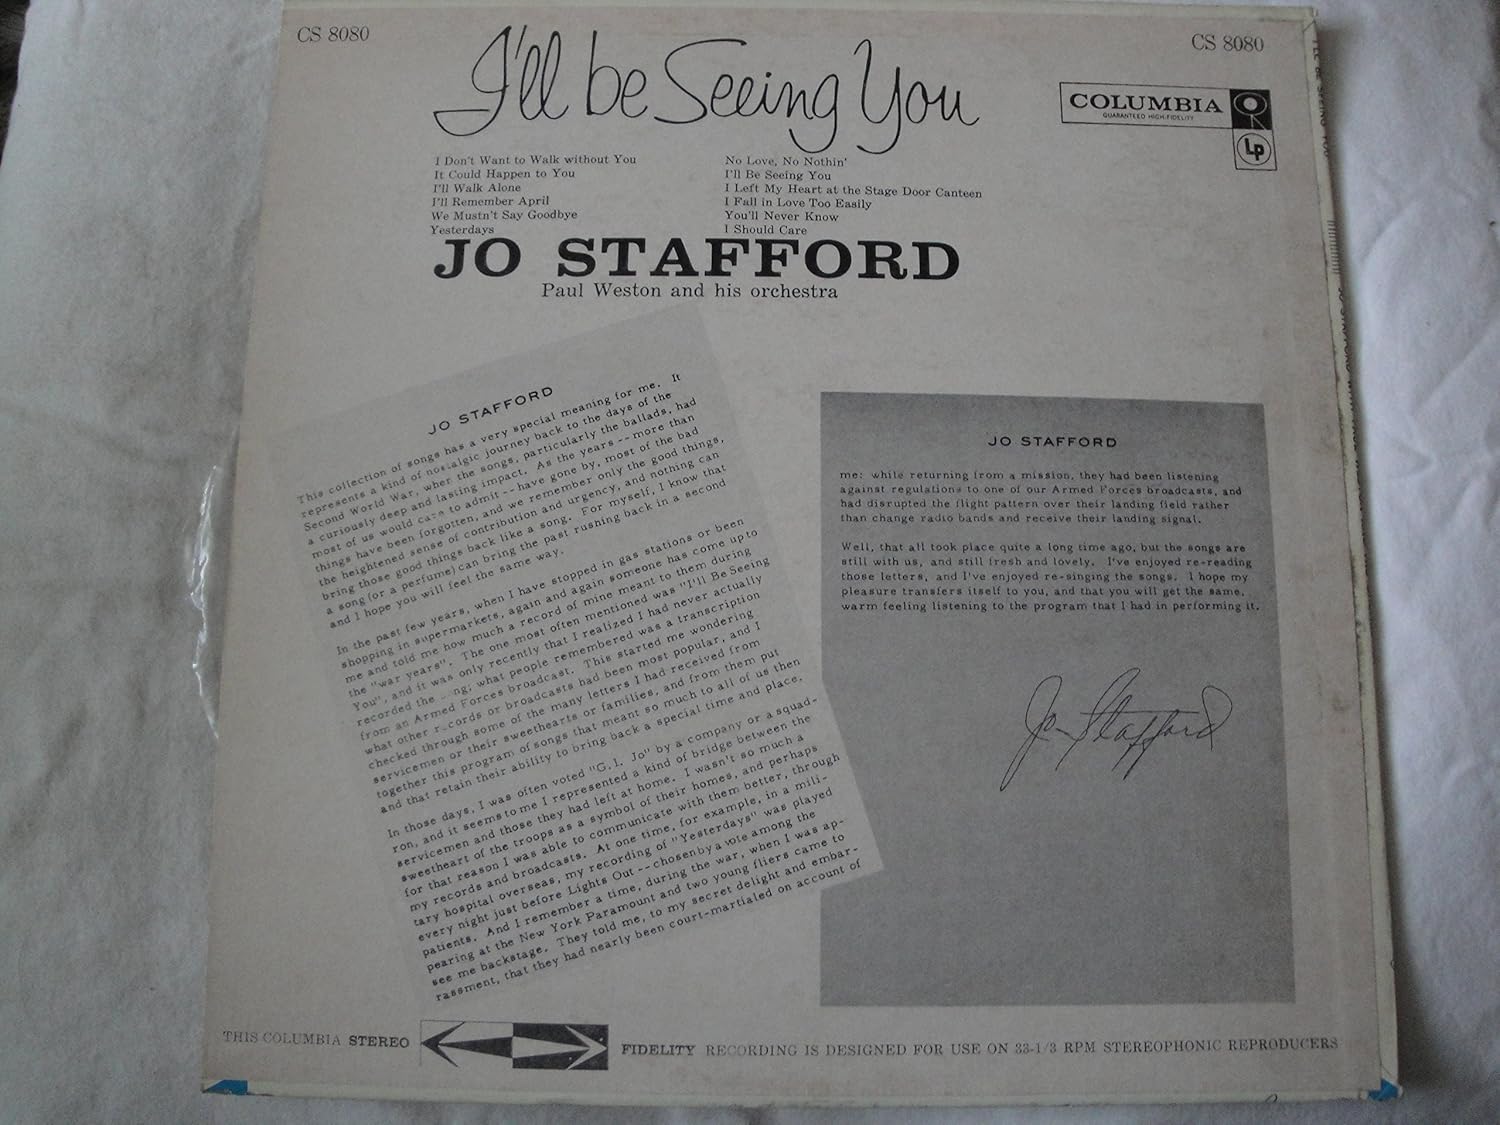 CS 8080
CS 8080
I'll be Seeing You
COLUMBIA
GUARANTEED HIGH-FIDELITY
LP
I Don't Want to Walk without You
It Could Happen to You
I'll Walk Alone
I'll Remember April
We Mustn't Say Goodbye
Yesterdays
No Love, No Nothin'
I'll Be Seeing You
I Left My Heart at the Stage Door Canteen
I Fall in Love Too Easily
You'll Never Know
I Should Care
JO STAFFORD
Paul Weston and his orchestra
JO STAFFORD
This collection of songs has a very special meaning for me. It
represents a kind of nostalgic journey back to the days of the
Second World War, when the songs, particularly the ballads, had
a curiously deep and lasting impact. As the years -- more than
most of us would care to admit -- have gone by, most of the bad
things have been forgotten, and we remember only the good things,
the heightened sense of contribution and urgency, and nothing can
bring those good things back like a song. For myself, I know that
a song (or a perfume) can bring the past rushing back in a second
and I hope you will feel the same way.
In the past few years, when I have stopped in gas stations or been
shopping in supermarkets, again and again someone has come up to
me and told me how much a record of mine meant to them during
the "war years". The one most often mentioned was "I'll Be Seeing
You", and it was only recently that I realized I had never actually
recorded the song; what people remembered was a transcription
from an Armed Forces broadcast. This started me wondering
what other records or broadcasts had been most popular, and I
checked through some of the many letters I had received from
servicemen or their sweethearts or families, and from them put
together this program of songs that meant so much to all of us then
and that retain their ability to bring back a special time and place.
In those days, I was often voted "G.I. Jo" by a company or a squad-
ron, and it seems to me I represented a kind of bridge between the
servicemen and those they had left at home. I wasn't so much a
sweetheart of the troops as a symbol of their homes, and perhaps
for that reason I was able to communicate with them better, through
my records and broadcasts. At one time, for example, in a mili-
tary hospital overseas, my recording of "Yesterdays" was played
every night just before Lights Out -- chosen by a vote among the
patients. And I remember a time, during the war, when I was ap-
pearing at the New York Paramount and two young fliers came to
see me backstage. They told me, to my secret delight and embar-
rassment, that they had nearly been court-martialed on account of
JO STAFFORD
me: while returning from a mission, they had been listening
against regulations to one of our Armed Forces broadcasts, and
had disrupted the flight pattern over their landing field rather
than change radio bands and receive their landing signal.
Well, that all took place quite a long time ago, but the songs are
still with us, and still fresh and lovely. I've enjoyed re-reading
those letters, and I've enjoyed re-singing the songs. I hope my
pleasure transfers itself to you, and that you will get the same,
warm feeling listening to the program that I had in performing it.
Jo Stafford
THIS COLUMBIA STEREO FIDELITY RECORDING IS DESIGNED FOR USE ON 33-1/3 RPM STEREOPHONIC REPRODUCERS